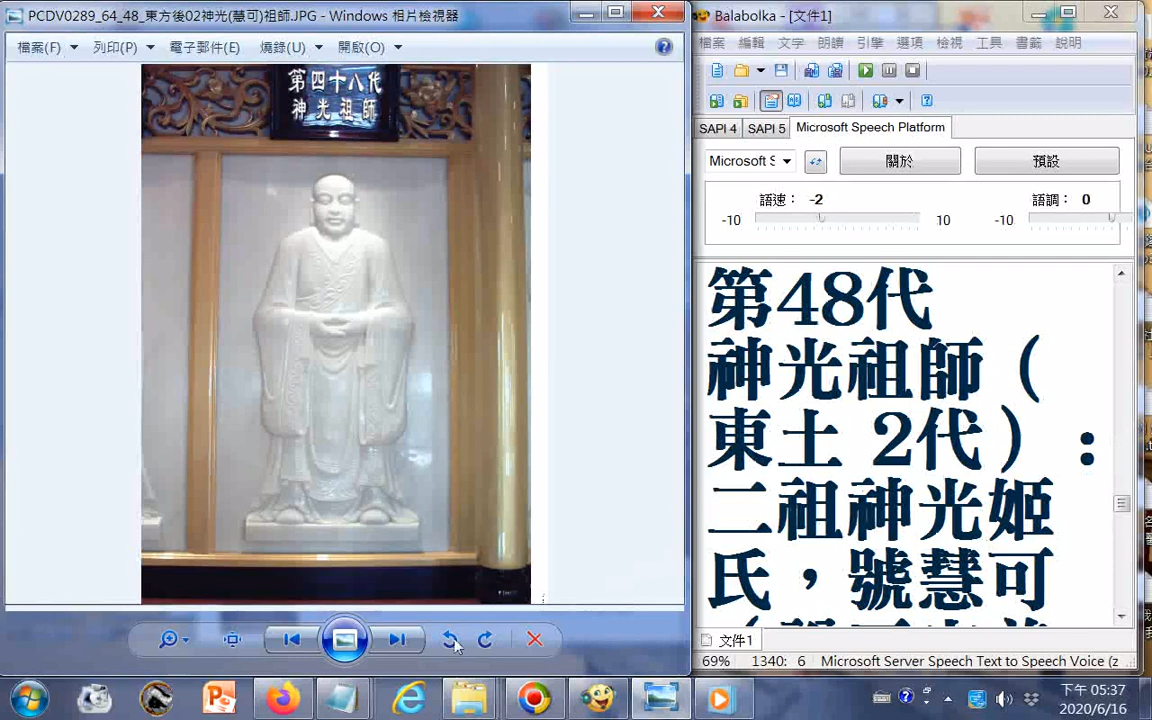 PCDV0289_64_48_東方後02神光(慧可)祖師.JPG - Windows 相片檢視器
檔案(F) 列印(P) 電子郵件(E) 燒錄(U) 開啟(O)
第四十八代
神光祖師
Balabolka - [文件1]
檔案 編輯 文字 朗讀 引擎 選項 檢視 工具 書籤 說明
SAPI 4 SAPI 5 Microsoft Speech Platform
Microsoft S 關於 預設
語速： -2 語調： 0
-10 10 -10
第48代
神光祖師（
東土 2代）：
二祖神光姬
氏，號慧可
文件1
69% 1340: 6 Microsoft Server Speech Text to Speech Voice (z
下午 05:37
2020/6/16